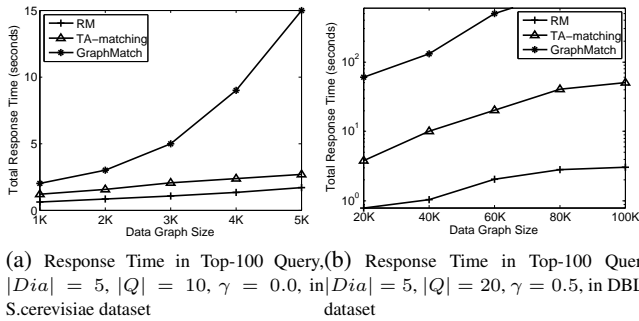 15
10
5
0
1K 2K 3K 4K 5K
Data Graph Size
Total Response Time (seconds)
RM
TA−matching
GraphMatch
10^2
10^1
10^0
20K 40K 60K 80K 100K
Data Graph Size
Total Response Time (seconds)
RM
TA−matching
GraphMatch
(a) Response Time in Top-100 Query,
|Dia| = 5, |Q| = 10, γ = 0.0, in
S.cerevisiae dataset
(b) Response Time in Top-100 Que
|Dia| = 5, |Q| = 20, γ = 0.5, in DBL
dataset